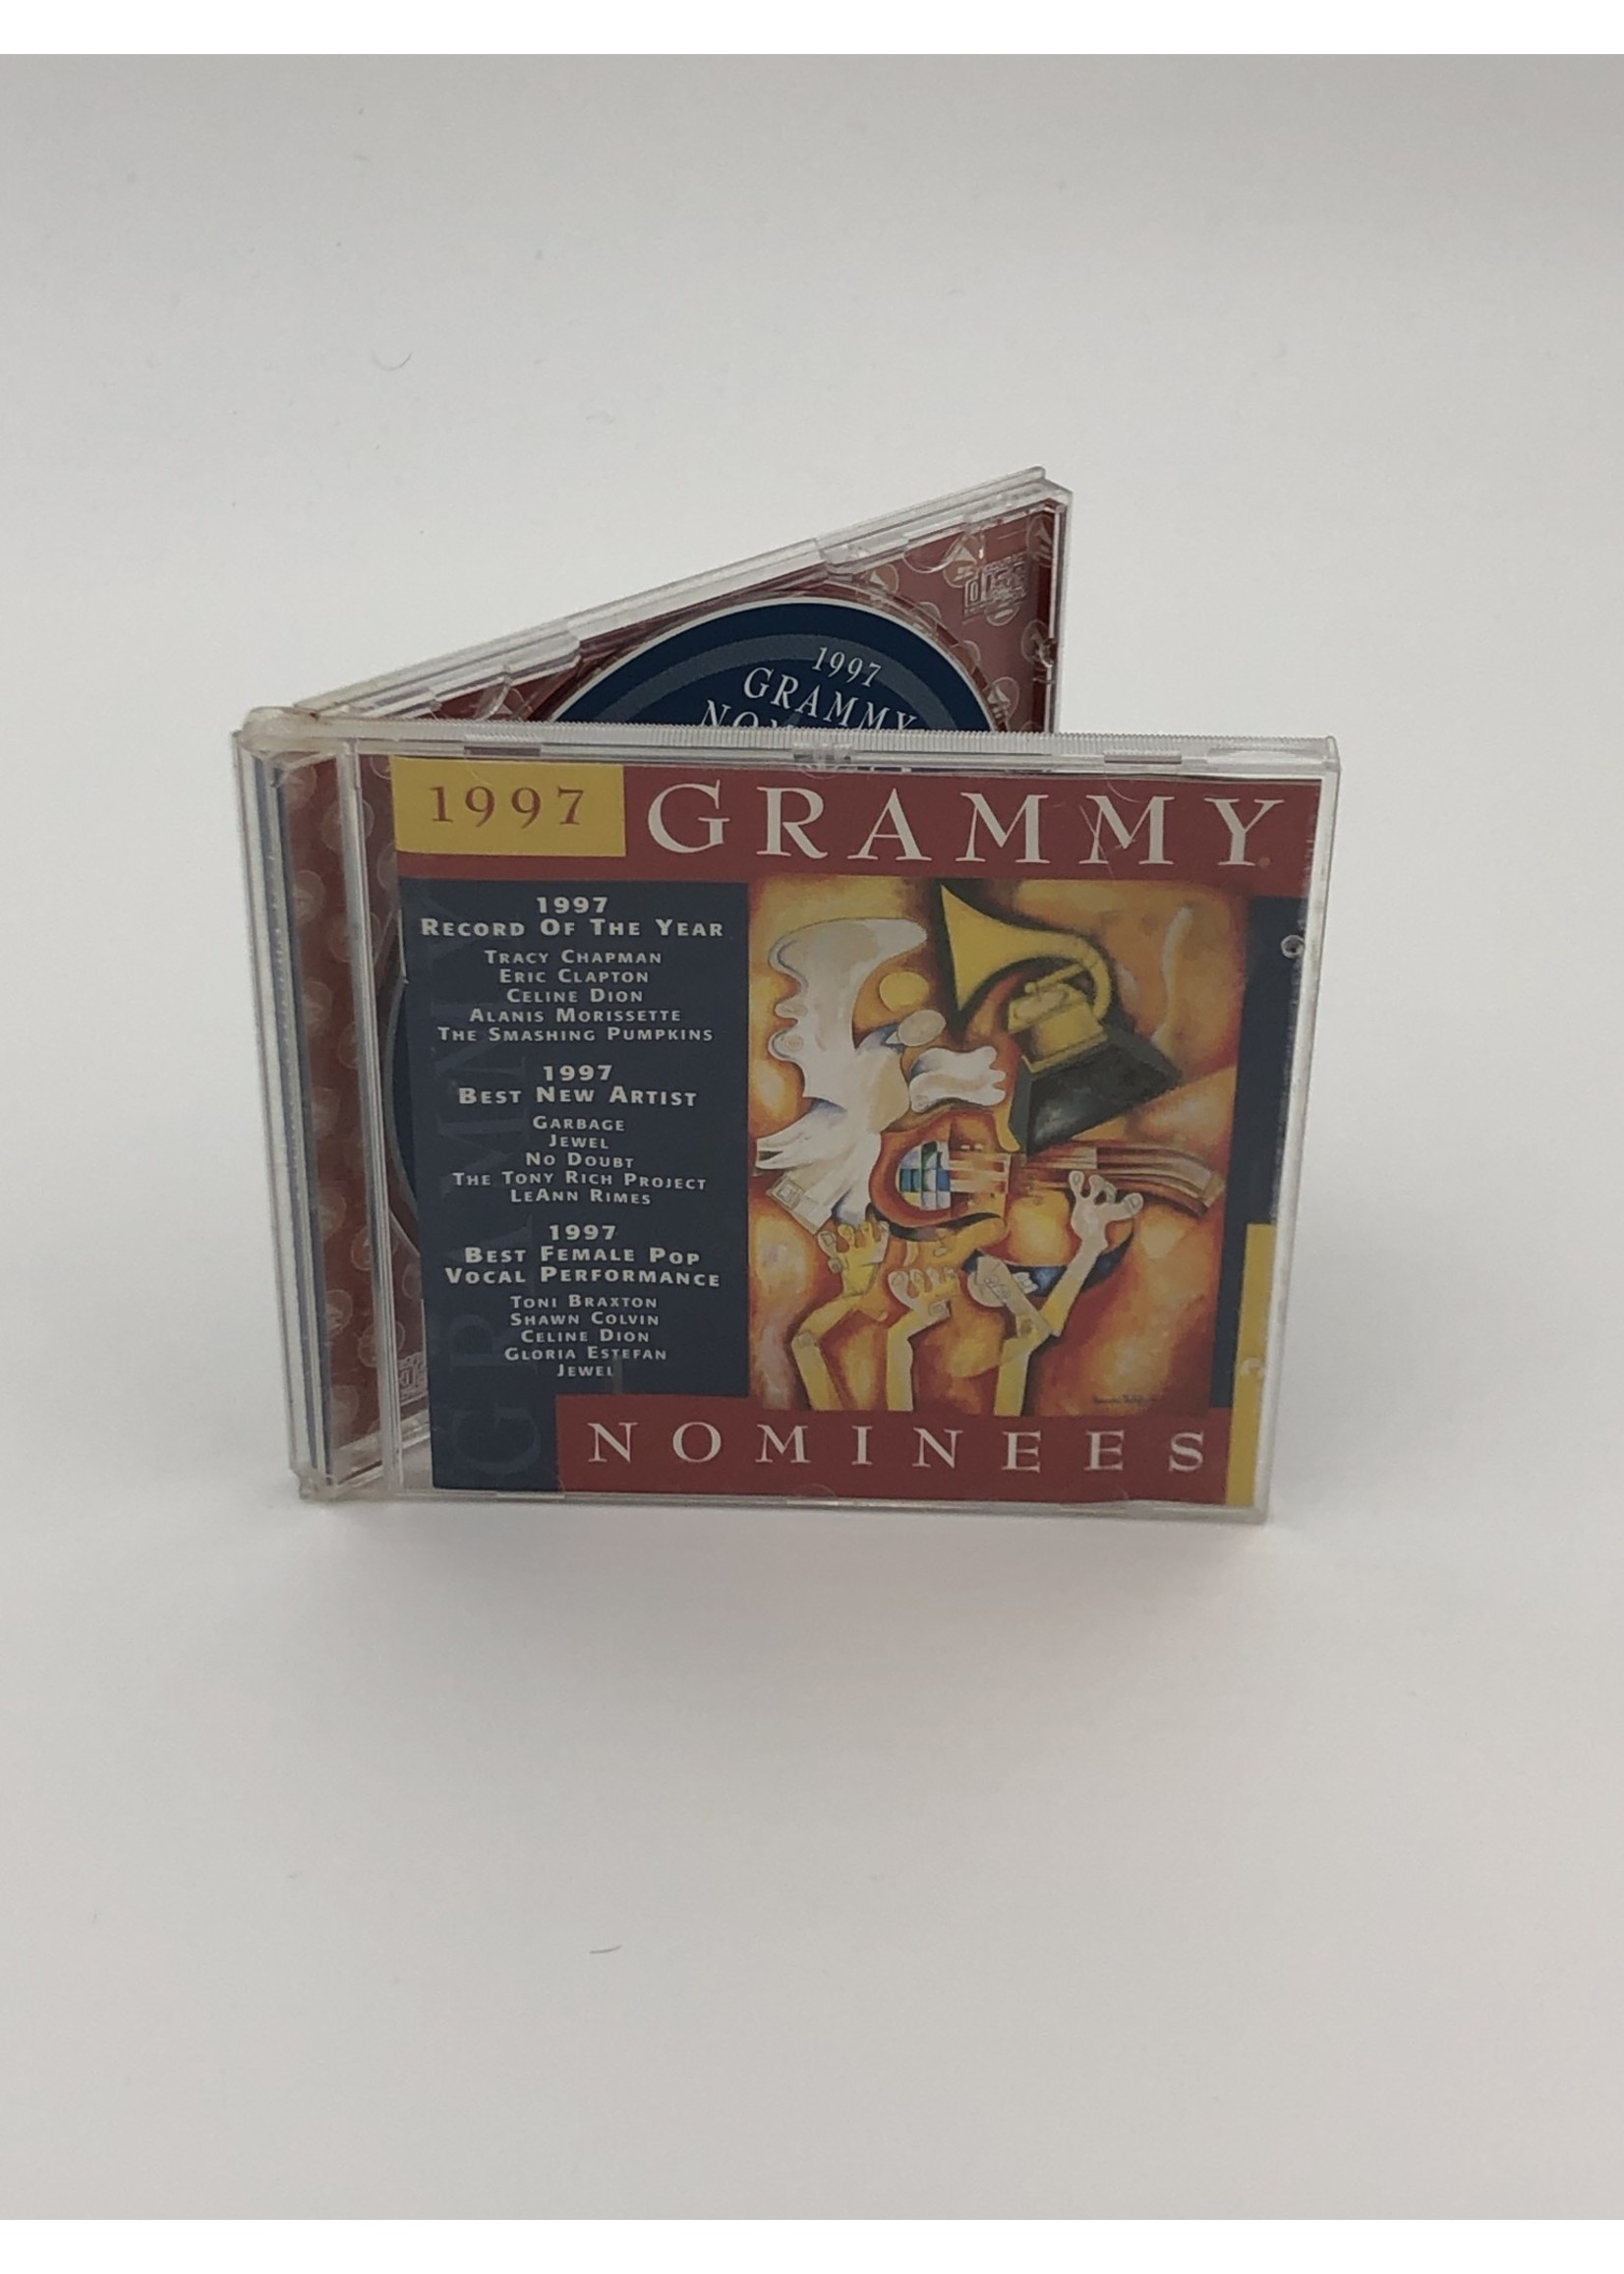 1997
GRAMMY
1997 GRAMMY
1997
RECORD OF THE YEAR
TRACY CHAPMAN
ERIC CLAPTON
CELINE DION
ALANIS MORISSETTE
THE SMASHING PUMPKINS
1997
BEST NEW ARTIST
GARBAGE
JEWEL
NO DOUBT
THE TONY RICH PROJECT
LEANN RIMES
1997
BEST FEMALE POP
VOCAL PERFORMANCE
TONI BRAXTON
SHAWN COLVIN
CELINE DION
GLORIA ESTEFAN
JEWEL
GRAMMY
NOMINEES